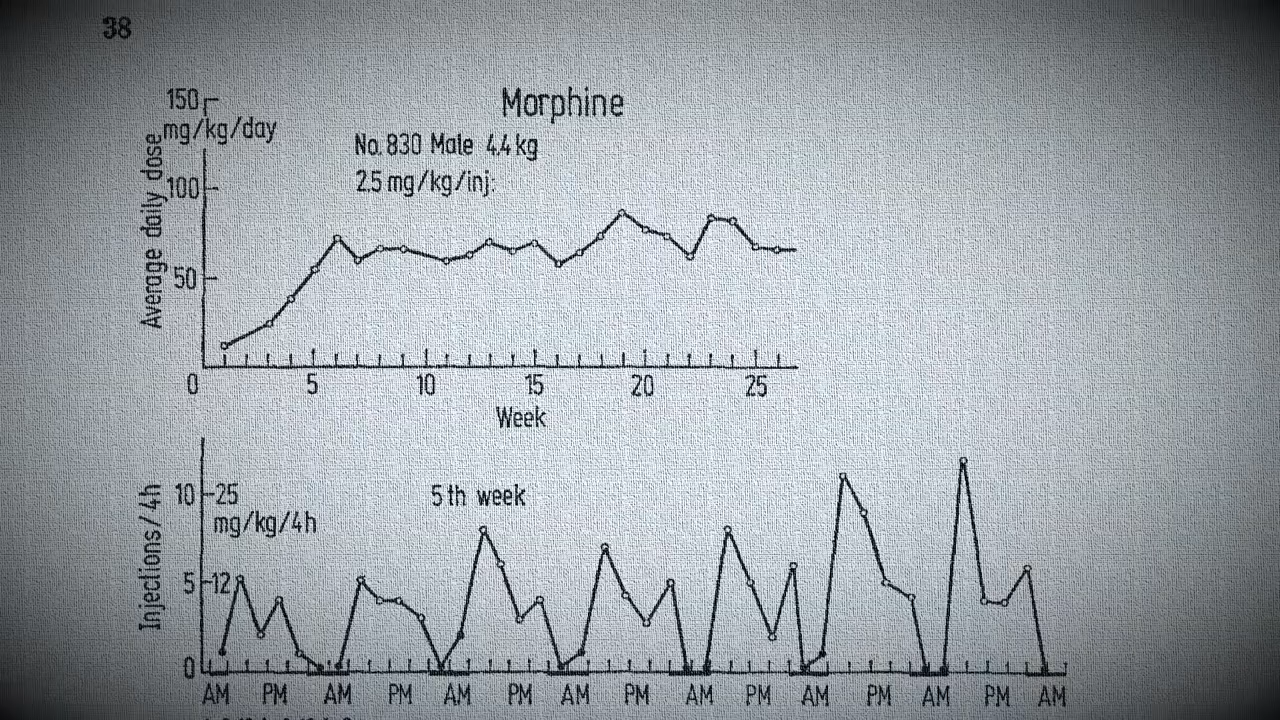 38
Morphine
150
mg/kg/day
No. 830 Male 4.4 kg
2.5 mg/kg/inj.
100
50
Average daily dose
0 5 10 15 20 25
Week
10 25
mg/kg/4h
5 th week
5 12
0
Injections/4h
AM PM AM PM AM PM AM PM AM PM AM PM AM PM AM